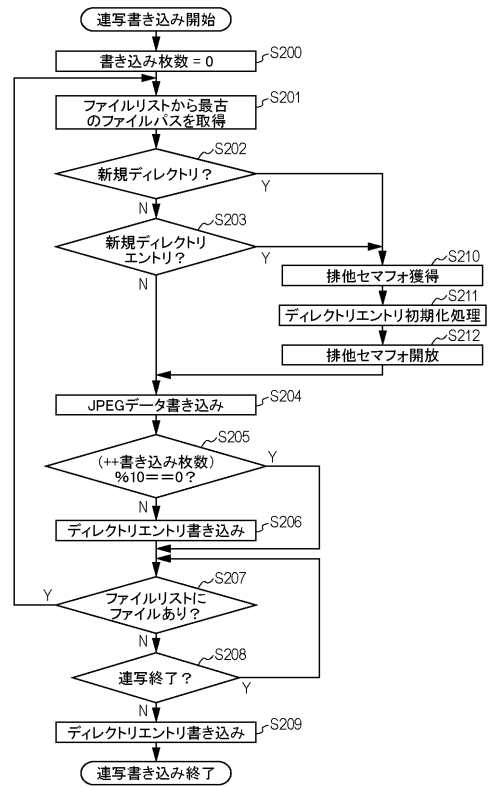 連写書き込み開始
書き込み枚数 = 0
S200
ファイルリストから最古
のファイルパスを取得
S201
新規ディレクトリ？
S202
Y
N
新規ディレクトリ
エントリ？
S203
Y
N
排他セマフォ獲得
S210
ディレクトリエントリ初期化処理
S211
排他セマフォ開放
S212
JPEGデータ書き込み
S204
(++書き込み枚数)
%10==0？
S205
Y
N
ディレクトリエントリ書き込み
S206
ファイルリストに
ファイルあり？
S207
Y
N
連写終了？
S208
Y
N
ディレクトリエントリ書き込み
S209
連写書き込み終了